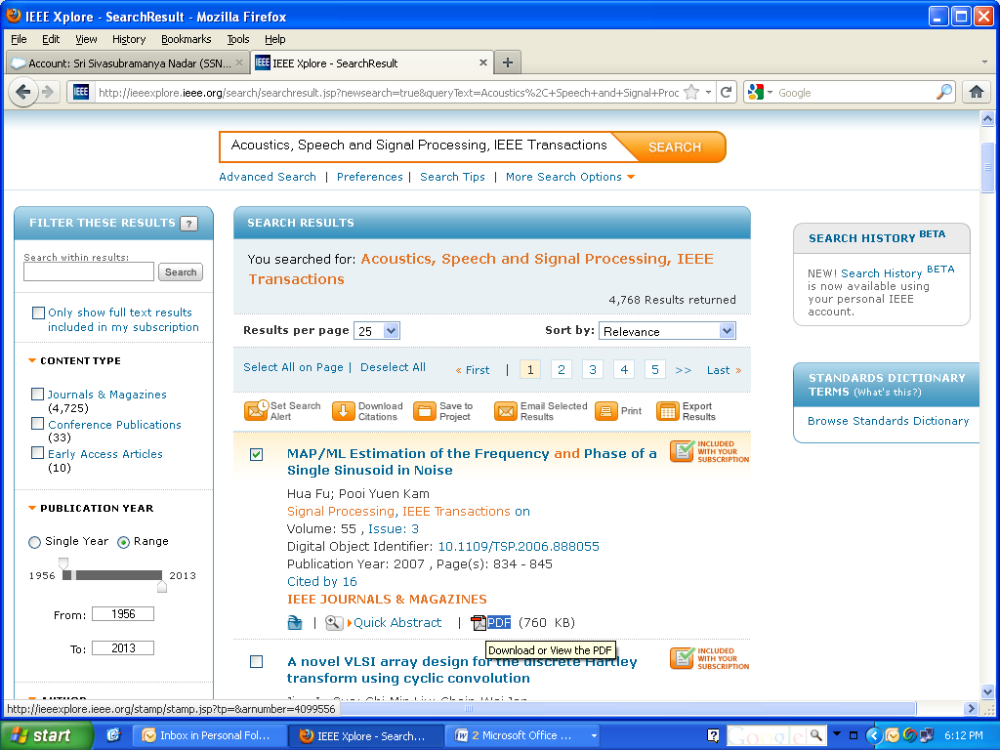 IEEE Xplore - SearchResult - Mozilla Firefox
File Edit View History Bookmarks Tools Help
Account: Sri Sivasubramanya Nadar (SSN...
IEEE Xplore - SearchResult
IEEE http://ieeexplore.ieee.org/search/searchresult.jsp?newsearch=true&queryText=Acoustics%2C+Speech+and+Signal+Proc
Google
Acoustics, Speech and Signal Processing, IEEE Transactions SEARCH
Advanced Search | Preferences | Search Tips | More Search Options
FILTER THESE RESULTS ?
Search within results:
Search
Only show full text results
included in my subscription
CONTENT TYPE
Journals & Magazines
(4,725)
Conference Publications
(33)
Early Access Articles
(10)
PUBLICATION YEAR
Single Year Range
1956 2013
From: 1956
To: 2013
AUTHOR
SEARCH RESULTS
You searched for: Acoustics, Speech and Signal Processing, IEEE
Transactions
4,768 Results returned
Results per page 25 Sort by: Relevance
Select All on Page | Deselect All « First | 1 2 3 4 5 >> Last »
Set Search
Alert
Download
Citations
Save to
Project
Email Selected
Results
Print
Export
Results
MAP/ML Estimation of the Frequency and Phase of a
Single Sinusoid in Noise
INCLUDED
WITH YOUR
SUBSCRIPTION
Hua Fu; Pooi Yuen Kam
Signal Processing, IEEE Transactions on
Volume: 55 , Issue: 3
Digital Object Identifier: 10.1109/TSP.2006.888055
Publication Year: 2007 , Page(s): 834 - 845
Cited by 16
IEEE JOURNALS & MAGAZINES
| Quick Abstract | PDF (760 KB)
Download or View the PDF
A novel VLSI array design for the discrete Hartley
transform using cyclic convolution
INCLUDED
WITH YOUR
SUBSCRIPTION
SEARCH HISTORY BETA
NEW! Search History BETA
is now available using
your personal IEEE
account.
STANDARDS DICTIONARY
TERMS (What's this?)
Browse Standards Dictionary
http://ieeexplore.ieee.org/stamp/stamp.jsp?tp=&arnumber=4099556
start
Inbox in Personal Fol...
IEEE Xplore - Search...
2 Microsoft Office ...
Google
6:12 PM